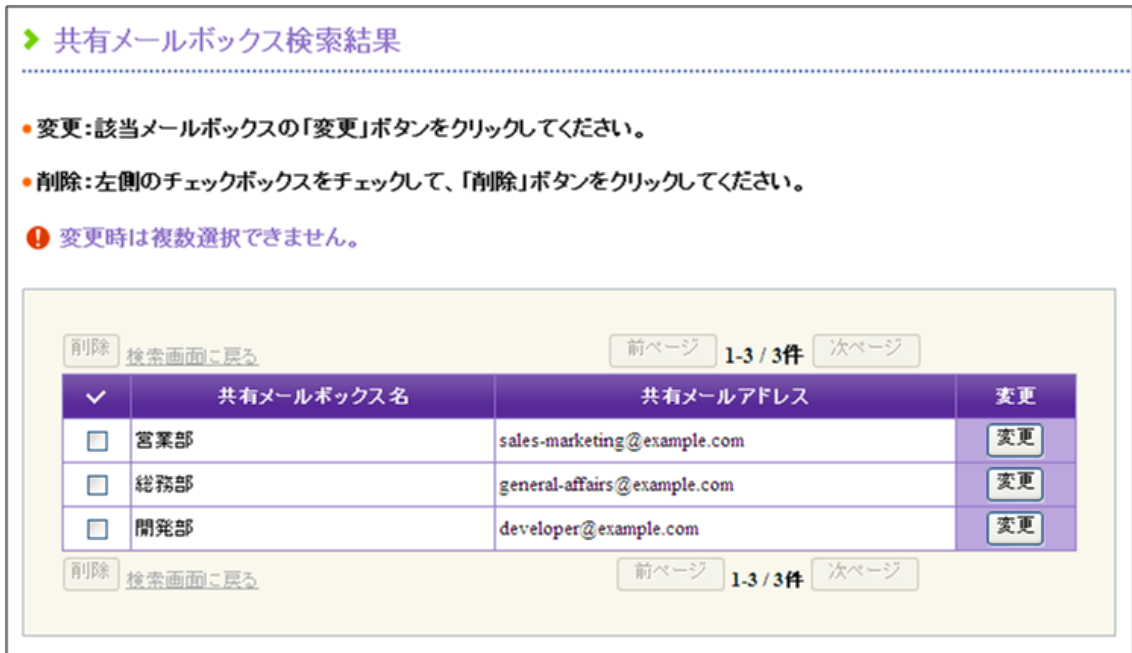 共有メールボックス検索結果
•変更：該当メールボックスの「変更」ボタンをクリックしてください。
•削除：左側のチェックボックスをチェックして、「削除」ボタンをクリックしてください。
変更時は複数選択できません。
削除 検索画面に戻る 前ページ 1-3 / 3件 次ページ
共有メールボックス名 共有メールアドレス 変更
営業部 sales-marketing@example.com 変更
総務部 general-affairs@example.com 変更
開発部 developer@example.com 変更
削除 検索画面に戻る 前ページ 1-3 / 3件 次ページ